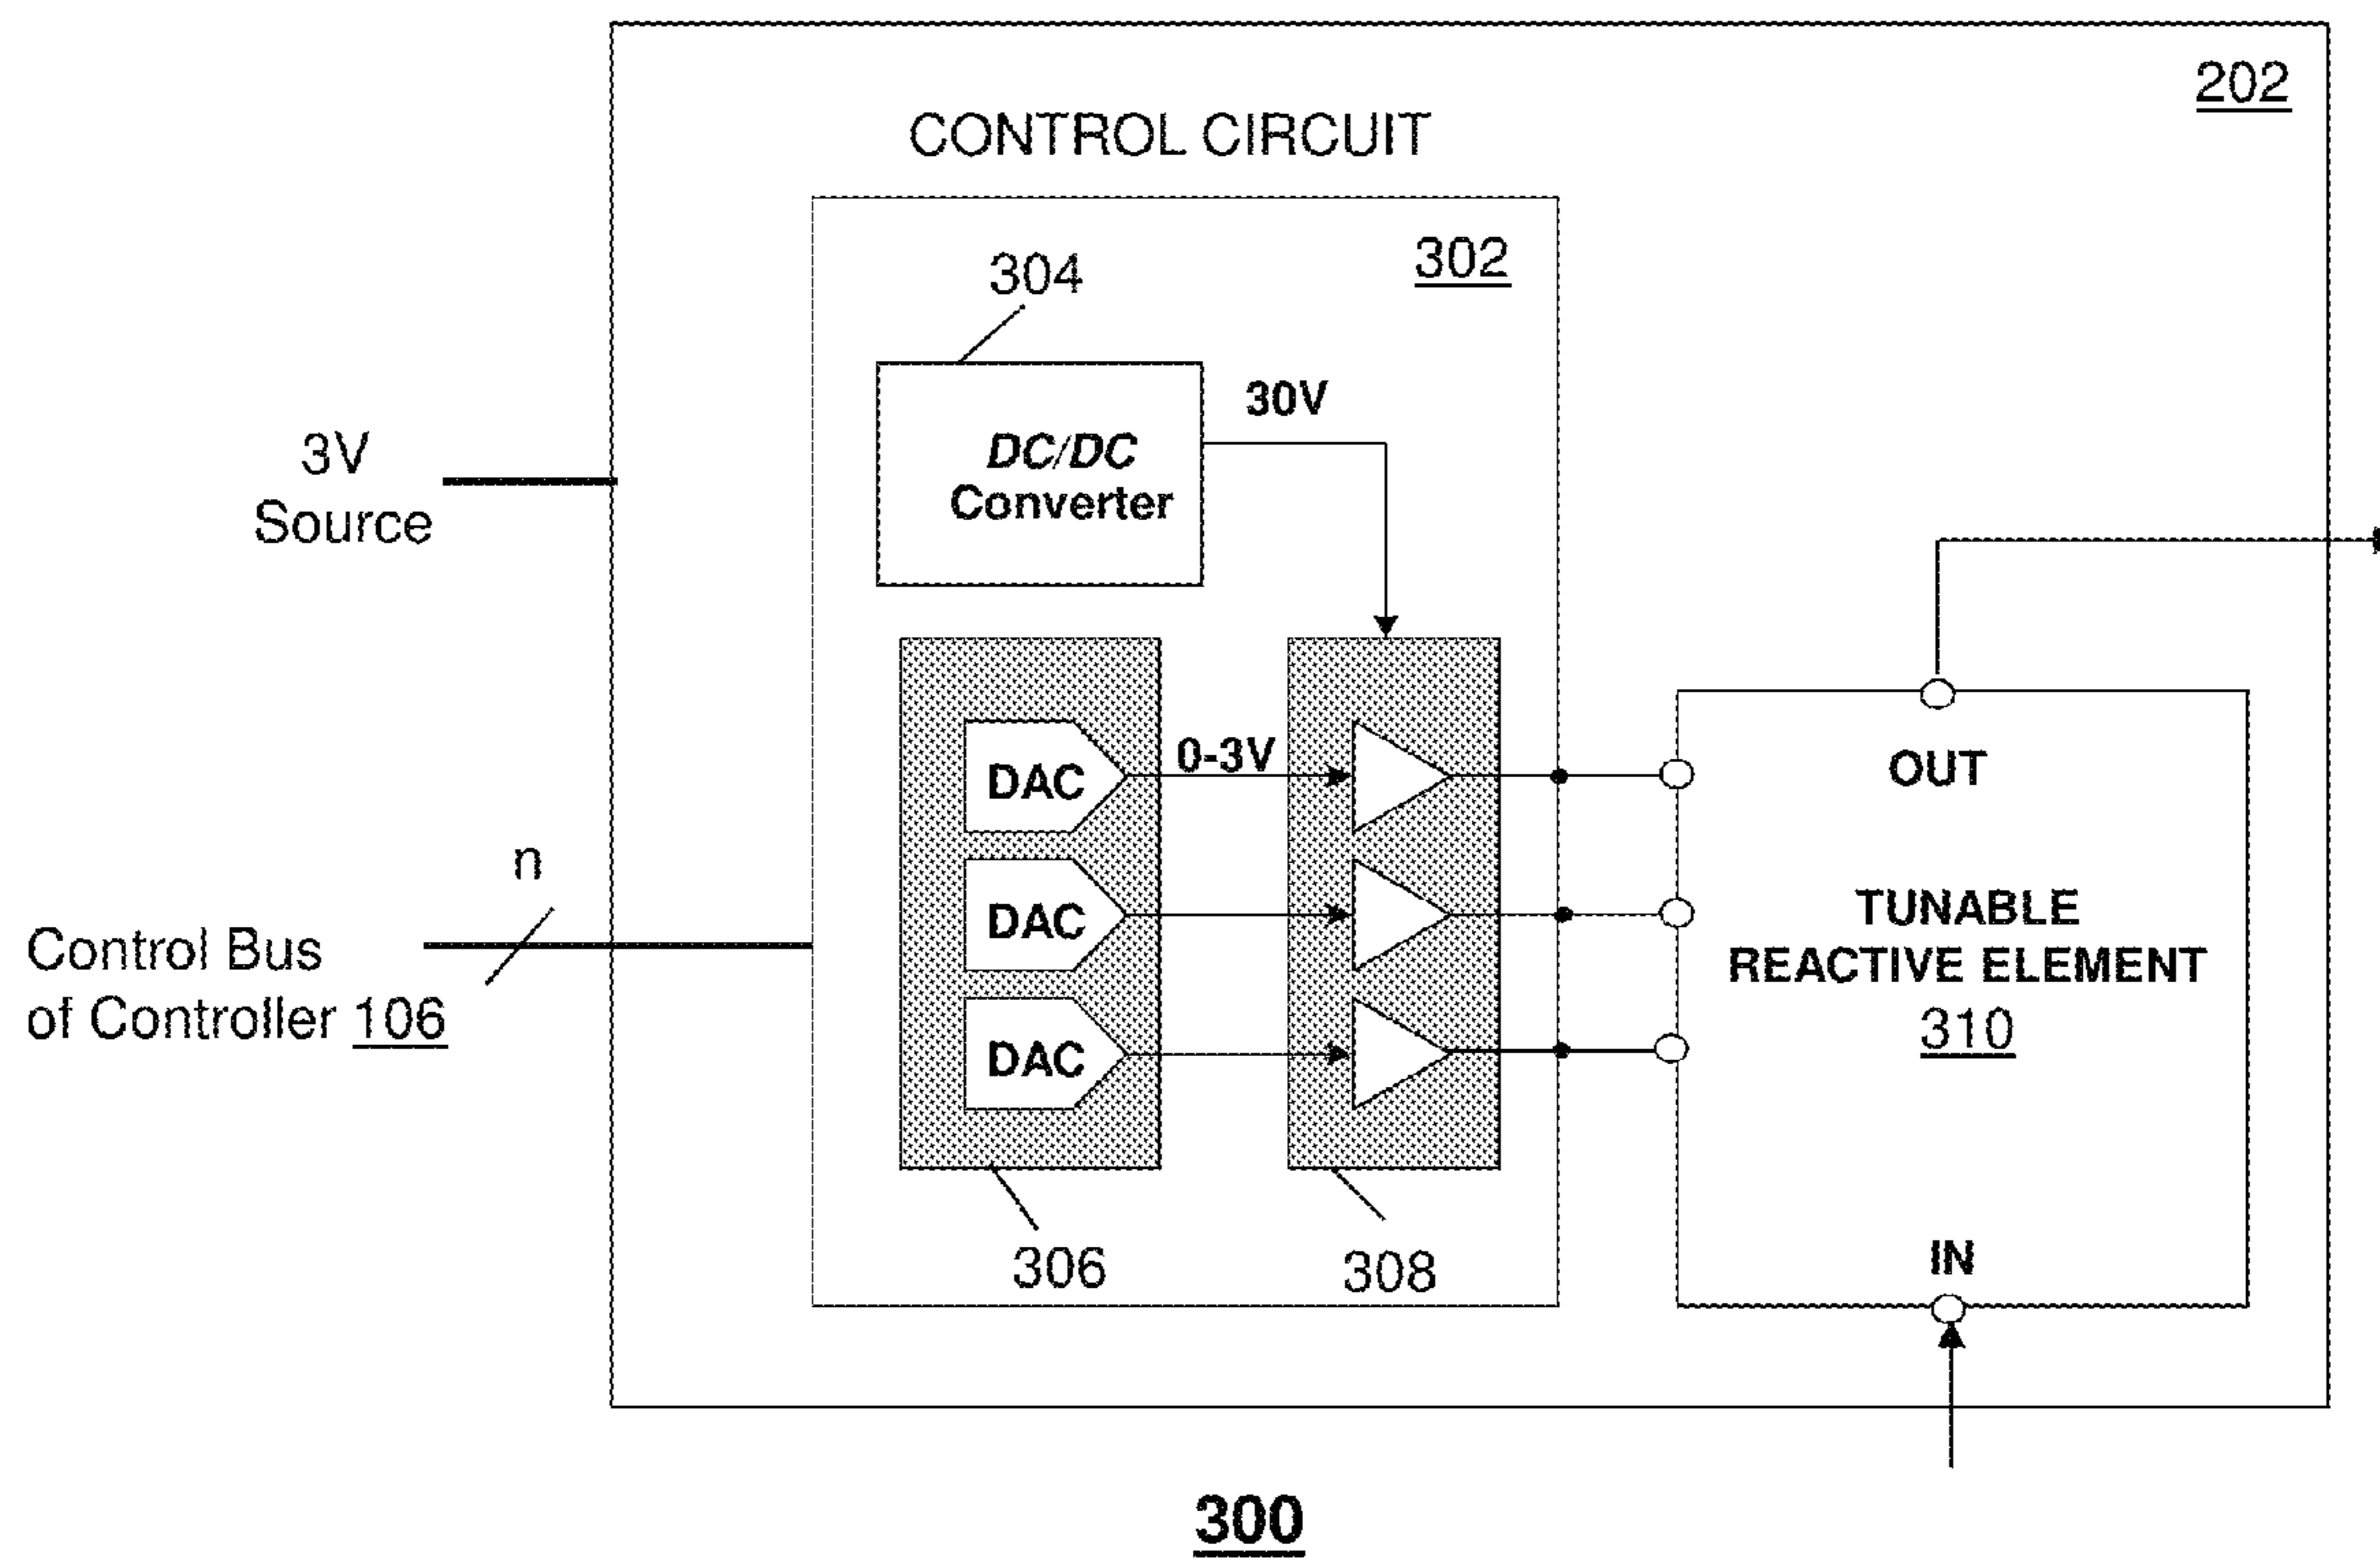 202
CONTROL CIRCUIT
302
304
30V
DC/DC
Converter
3V
Source
0-3V
DAC
DAC
DAC
OUT
n
TUNABLE
REACTIVE ELEMENT
310
Control Bus
of Controller 106
IN
306
308
300